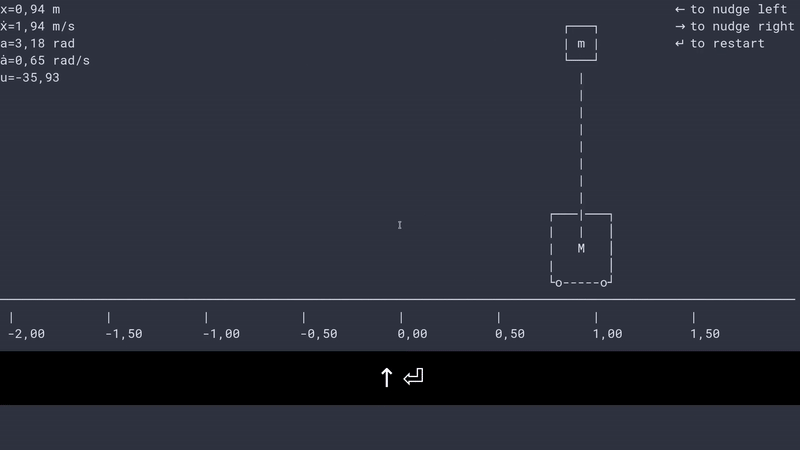 x=0,94 m
ẋ=1,94 m/s
a=3,18 rad
ȧ=0,65 rad/s
u=-35,93
← to nudge left
→ to nudge right
↵ to restart
m
M
o-----o
-2,00 -1,50 -1,00 -0,50 0,00 0,50 1,00 1,50
↑ ⏎